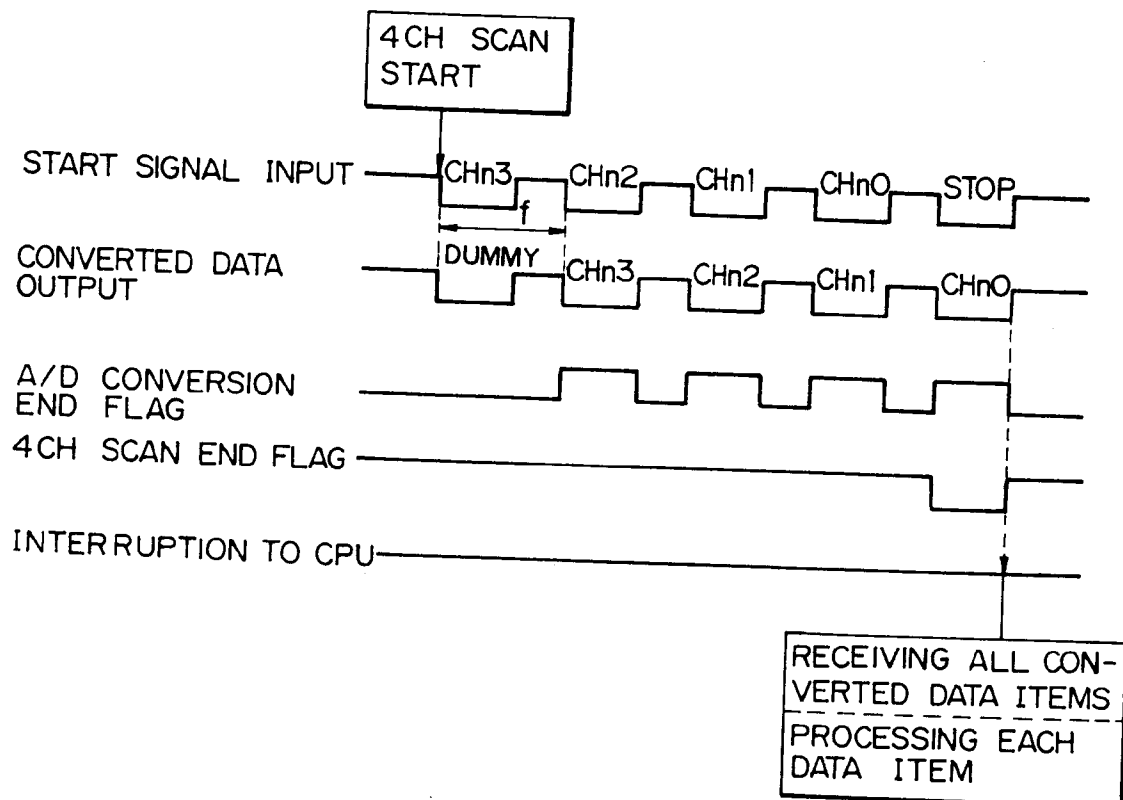 4CH SCAN
START
START SIGNAL INPUT
CHn3 CHn2 CHn1 CHn0 STOP
f
CONVERTED DATA
OUTPUT
DUMMY CHn3 CHn2 CHn1 CHn0
A/D CONVERSION
END FLAG
4CH SCAN END FLAG
INTERRUPTION TO CPU
RECEIVING ALL CON-
VERTED DATA ITEMS
PROCESSING EACH
DATA ITEM